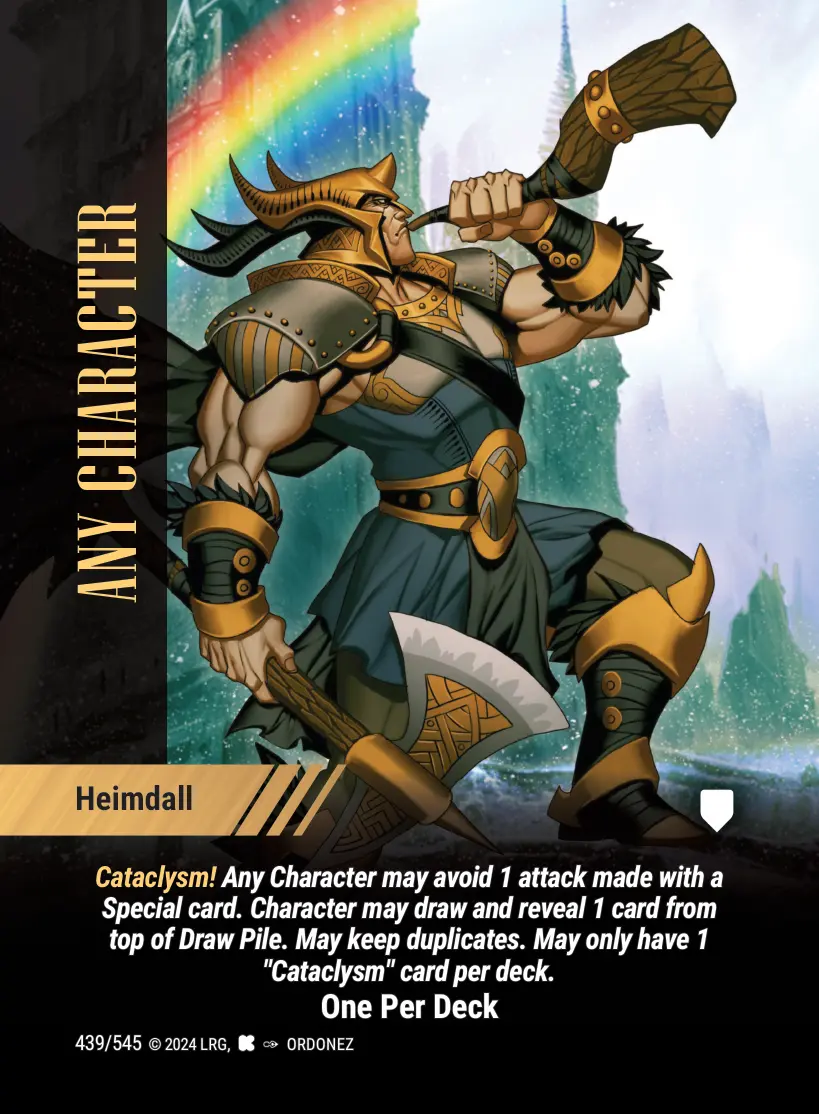 ANY CHARACTER
Heimdall
Cataclysm! Any Character may avoid 1 attack made with a
Special card. Character may draw and reveal 1 card from
top of Draw Pile. May keep duplicates. May only have 1
"Cataclysm" card per deck.
One Per Deck
439/545 © 2024 LRG, ORDONEZ